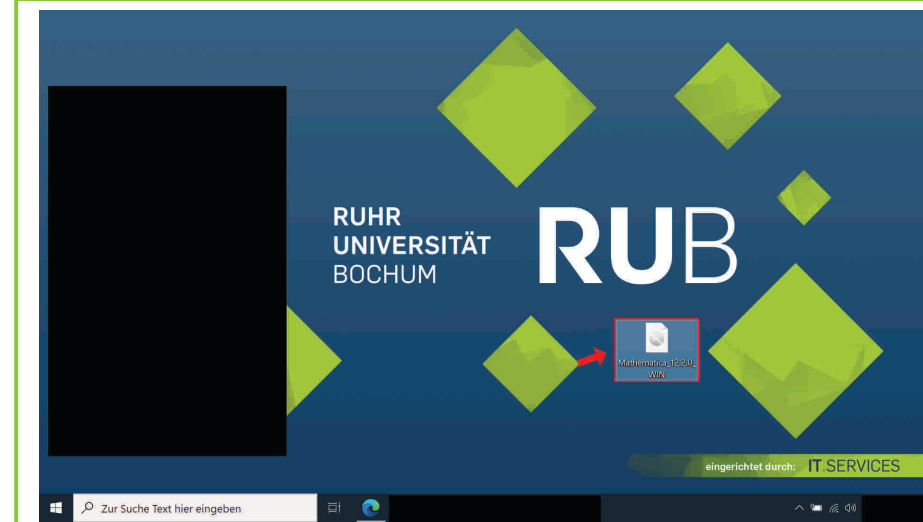 RUHR
UNIVERSITÄT
BOCHUM
RUB
Mathematica_12.2.0_
WIN
eingerichtet durch: IT.SERVICES
Zur Suche Text hier eingeben